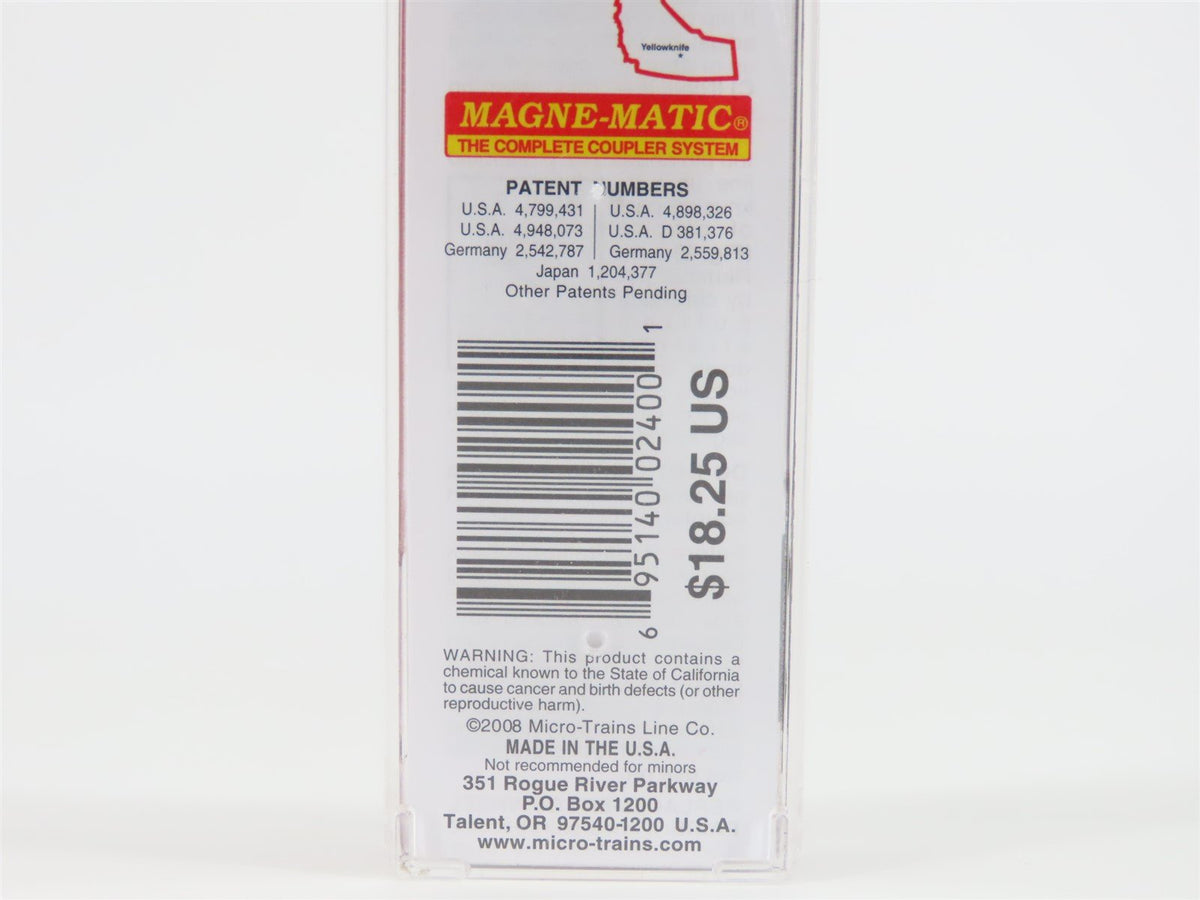 Yellowknife
MAGNE-MATIC®
THE COMPLETE COUPLER SYSTEM
PATENT NUMBERS
U.S.A. 4,799,431 U.S.A. 4,898,326
U.S.A. 4,948,073 U.S.A. D 381,376
Germany 2,542,787 Germany 2,559,813
Japan 1,204,377
Other Patents Pending
6 95140 02400 1
$18.25 US
WARNING: This product contains a
chemical known to the State of California
to cause cancer and birth defects (or other
reproductive harm).
©2008 Micro-Trains Line Co.
MADE IN THE U.S.A.
Not recommended for minors
351 Rogue River Parkway
P.O. Box 1200
Talent, OR 97540-1200 U.S.A.
www.micro-trains.com